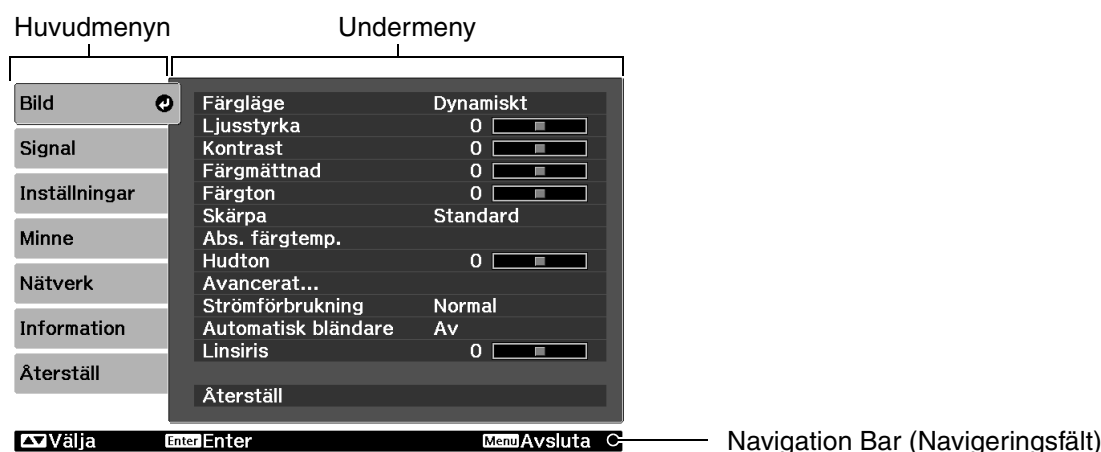 Huvudmenyn
Undermeny
Bild
Signal
Inställningar
Minne
Nätverk
Information
Återställ
Färgläge Dynamiskt
Ljusstyrka 0
Kontrast 0
Färgmättnad 0
Färgton 0
Skärpa Standard
Abs. färgtemp.
Hudton 0
Avancerat...
Strömförbrukning Normal
Automatisk bländare Av
Linsiris 0
Återställ
Välja Enter Enter Menu Avsluta
Navigation Bar (Navigeringsfält)